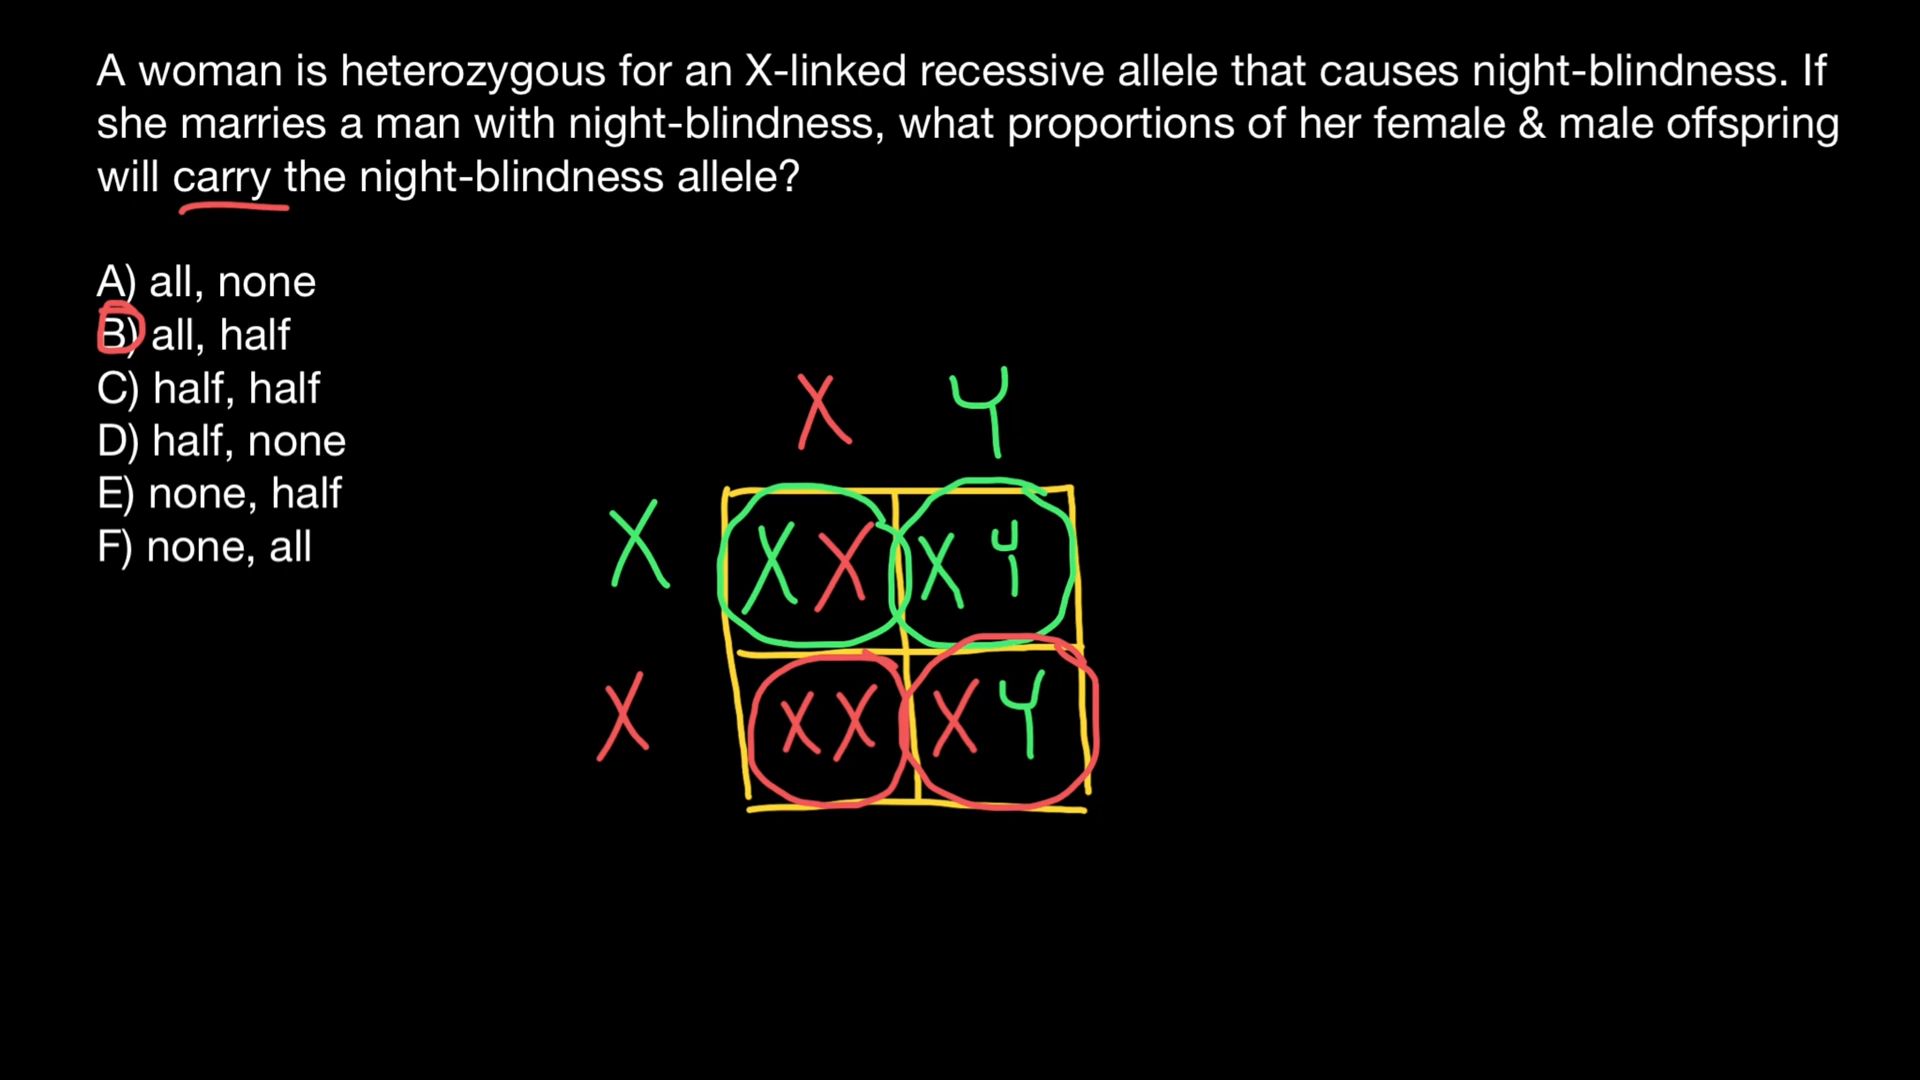 A woman is heterozygous for an X-linked recessive allele that causes night-blindness. If
she marries a man with night-blindness, what proportions of her female & male offspring
will carry the night-blindness allele?
A) all, none
B) all, half
C) half, half
D) half, none
E) none, half
F) none, all
X Y
X XX XY
X XX XY